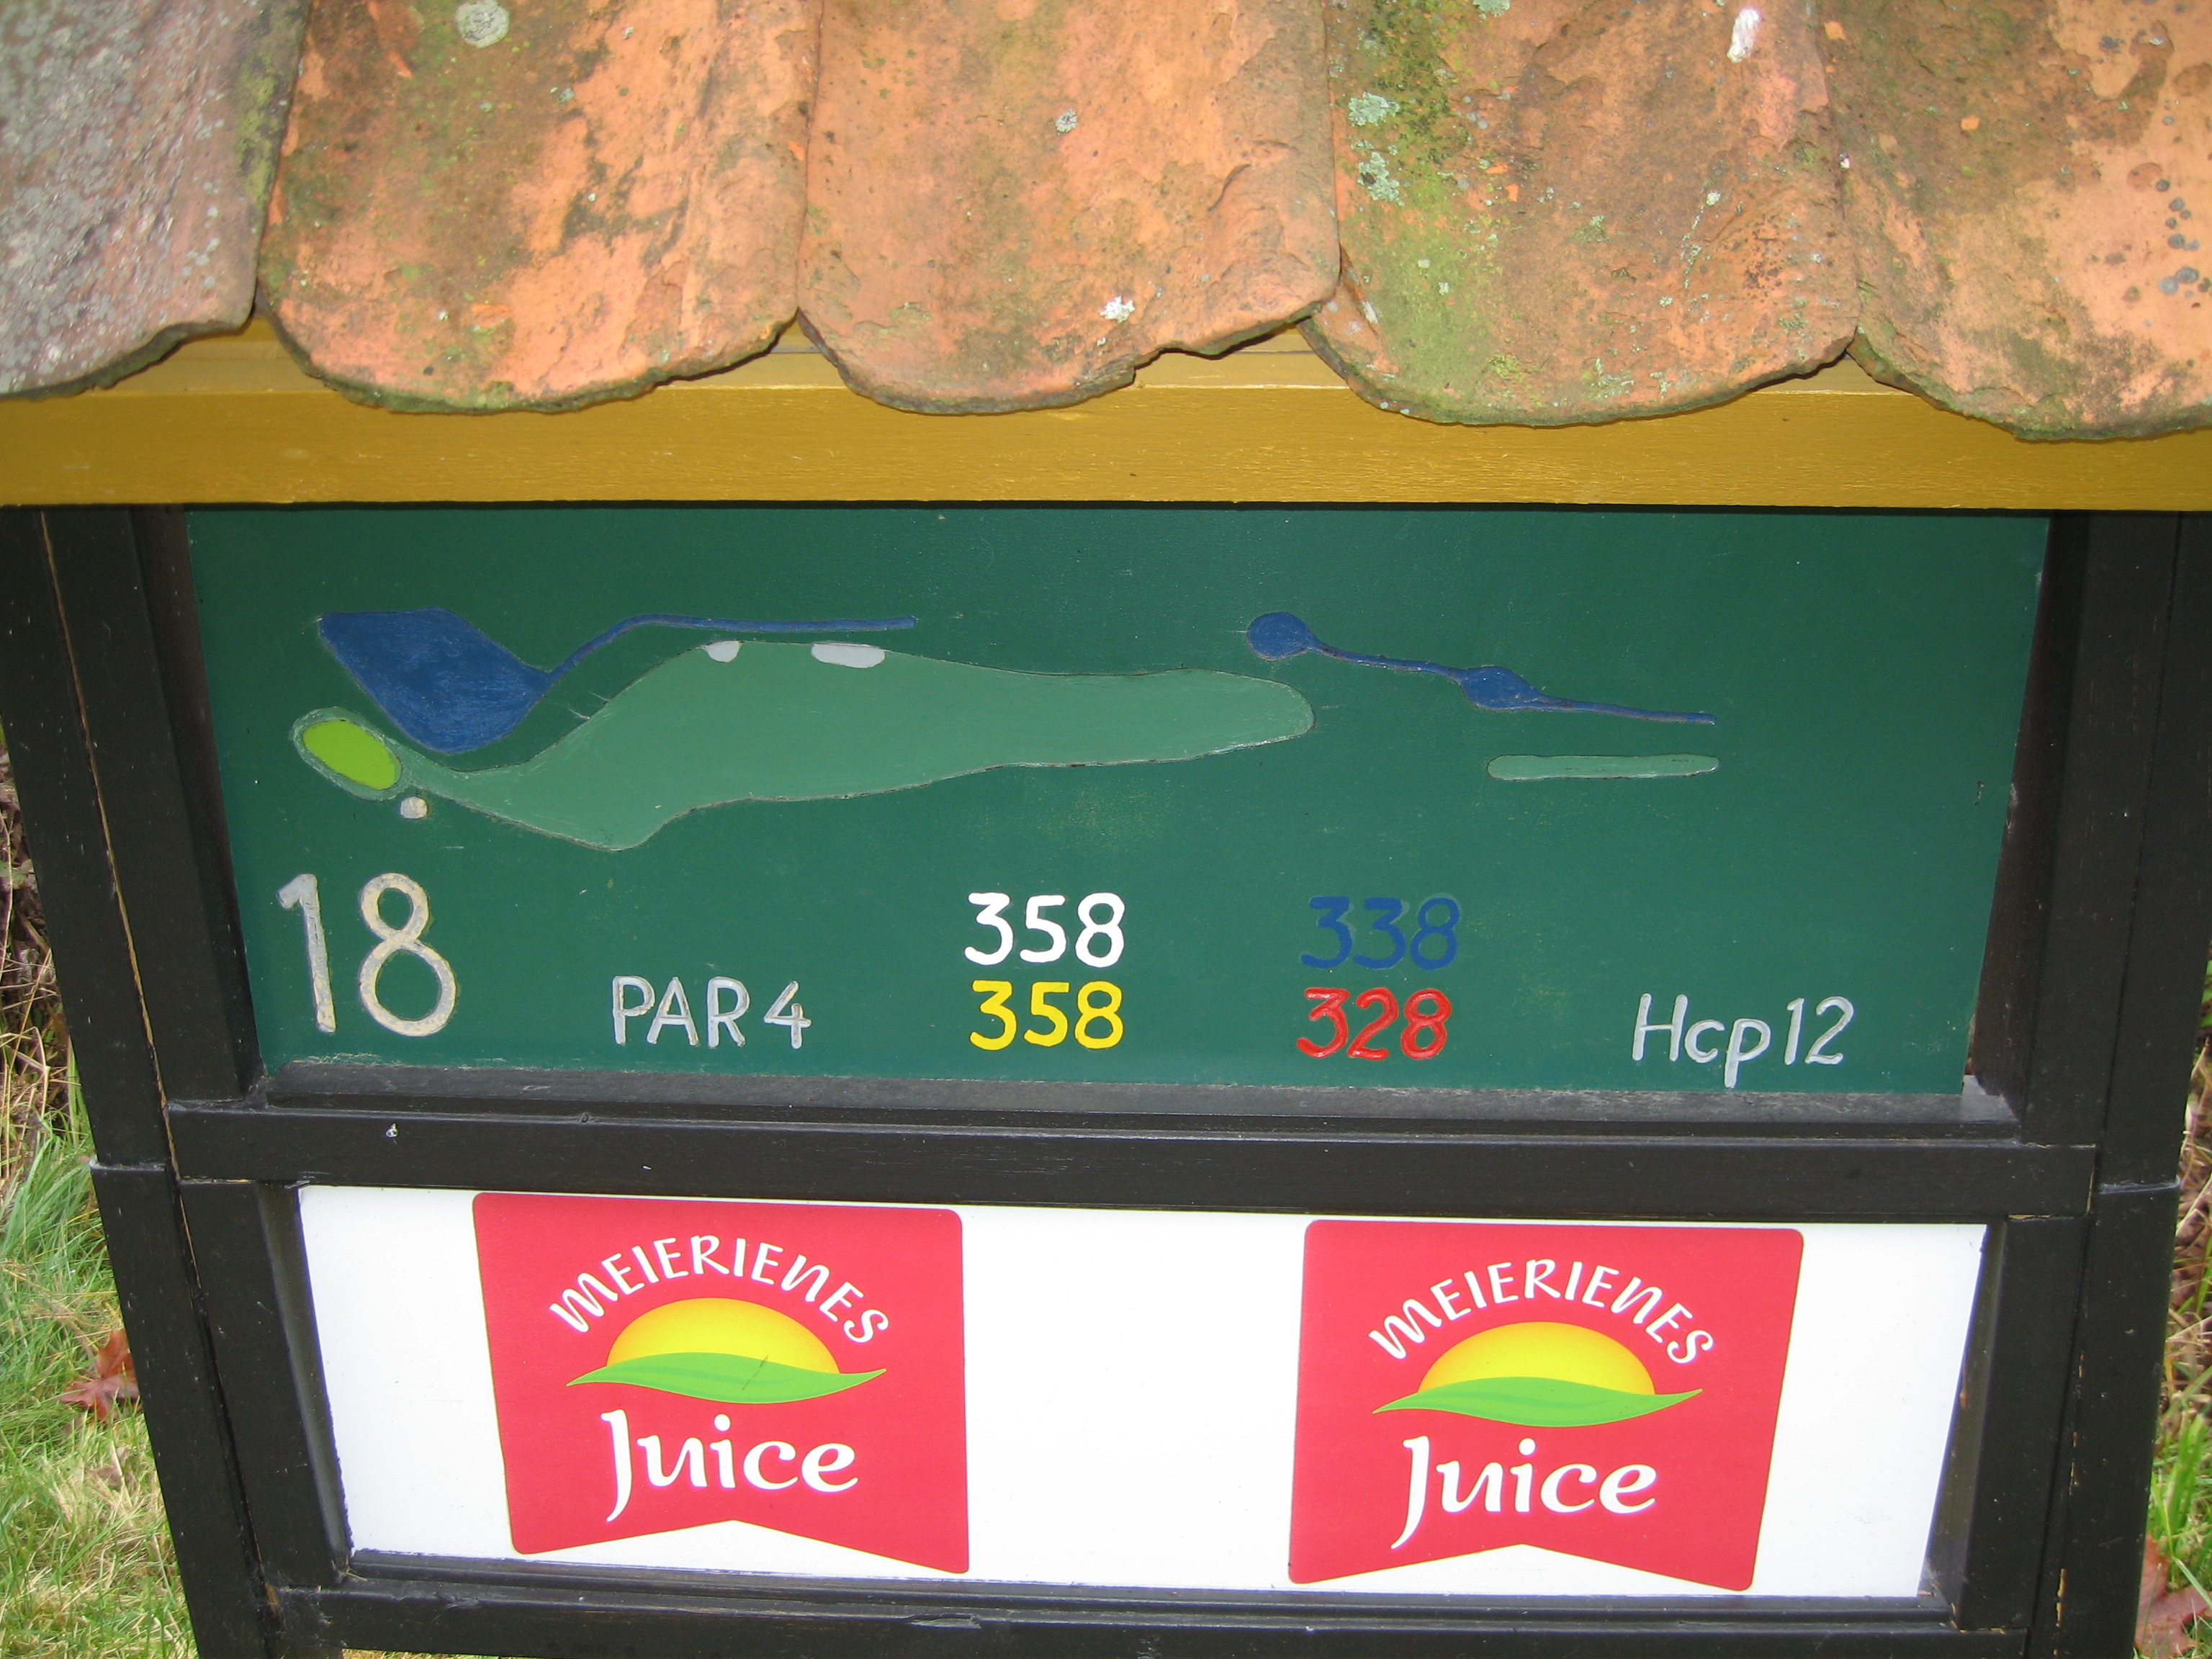 18 PAR 4
358 338
358 328
Hcp 12
MEIERIENES
Juice
MEIERIENES
Juice